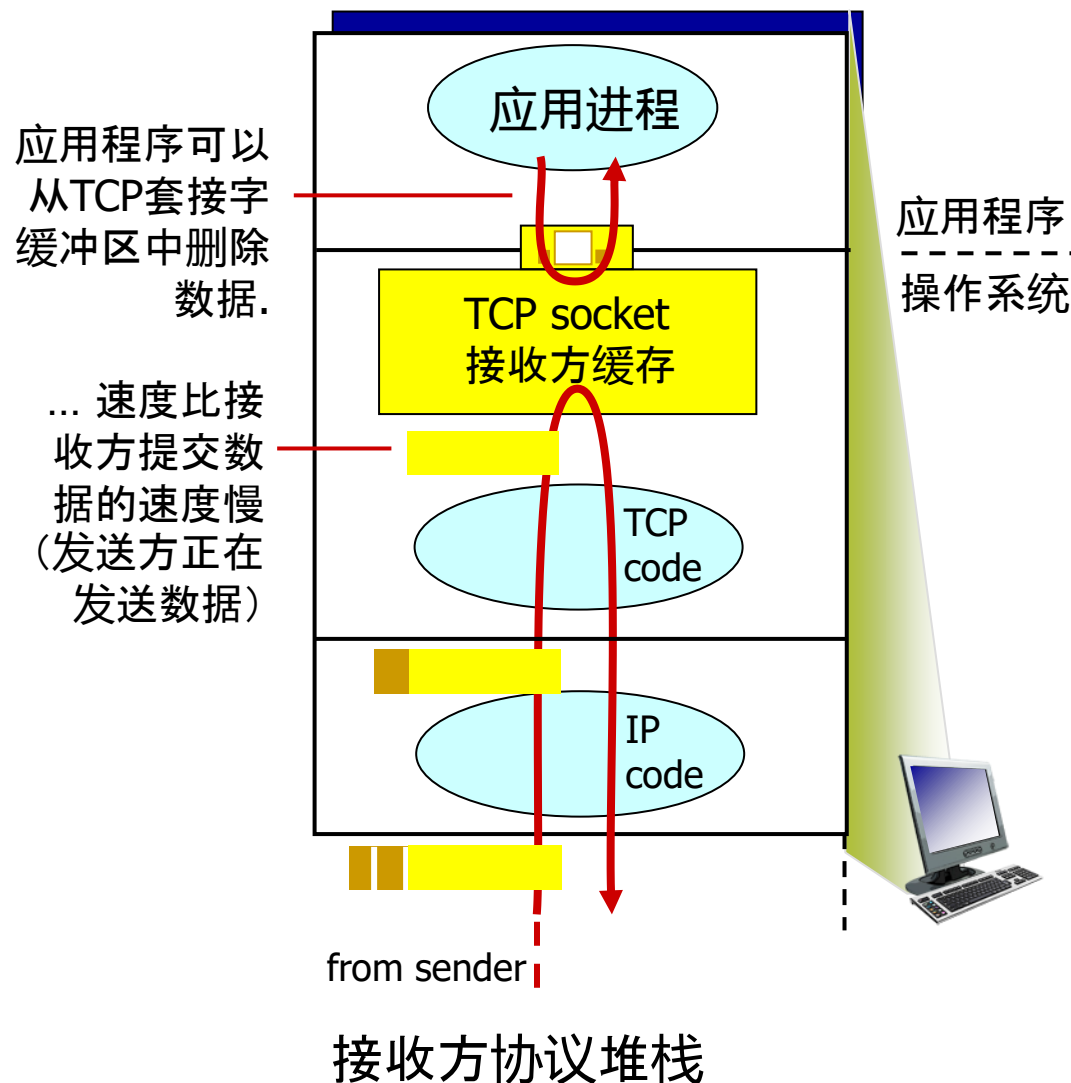 应用进程
应用程序可以
从TCP套接字
缓冲区中删除
数据.
应用程序
操作系统
TCP socket
接收方缓存
... 速度比接
收方提交数
据的速度慢
（发送方正在
发送数据）
TCP
code
IP
code
from sender
接收方协议堆栈